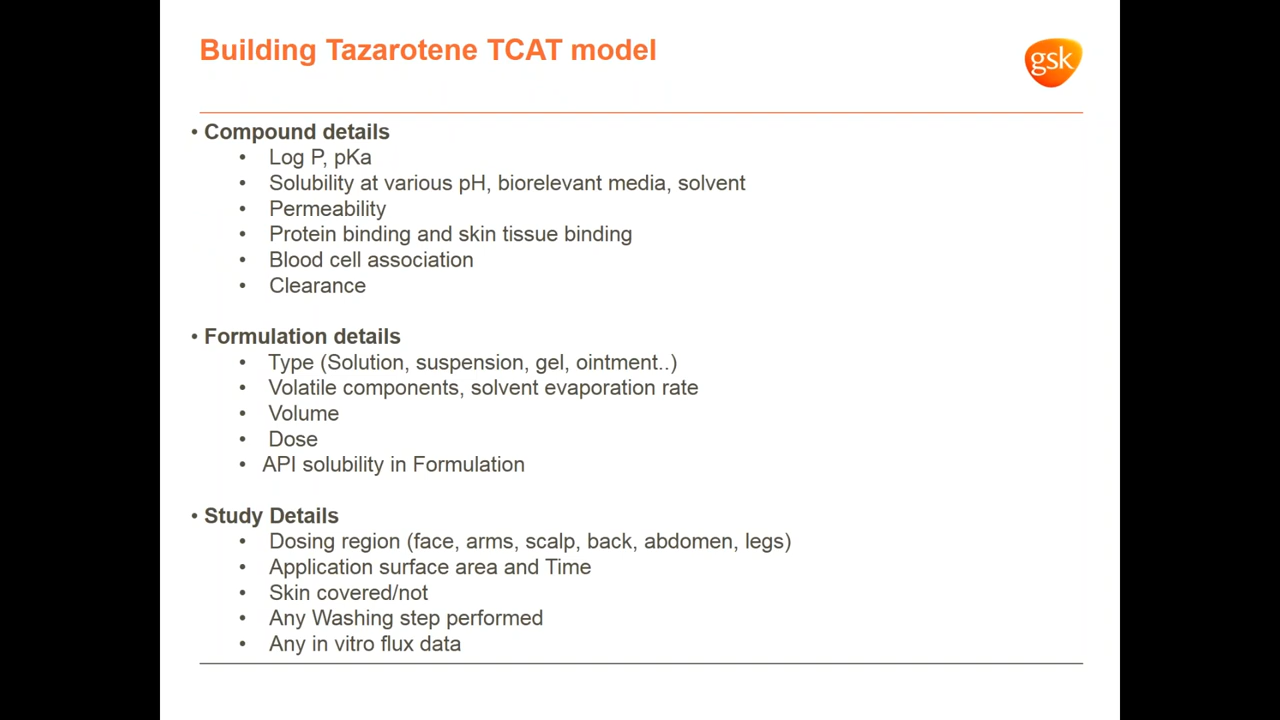 Building Tazarotene TCAT model
gsk
• Compound details
• Log P, pKa
• Solubility at various pH, biorelevant media, solvent
• Permeability
• Protein binding and skin tissue binding
• Blood cell association
• Clearance
• Formulation details
• Type (Solution, suspension, gel, ointment..)
• Volatile components, solvent evaporation rate
• Volume
• Dose
• API solubility in Formulation
• Study Details
• Dosing region (face, arms, scalp, back, abdomen, legs)
• Application surface area and Time
• Skin covered/not
• Any Washing step performed
• Any in vitro flux data